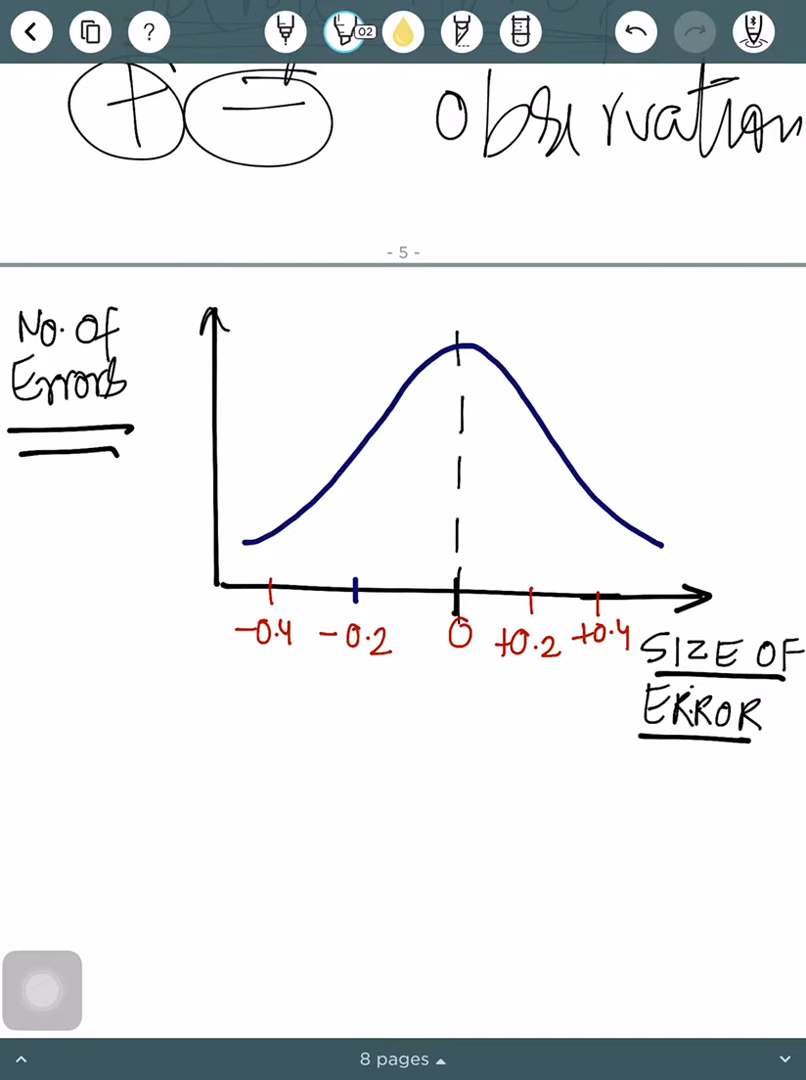 ?
02
+ -
observation
- 5 -
No. Of
Errors
-0.4 -0.2 0 +0.2 +0.4
SIZE OF
ERROR
8 pages